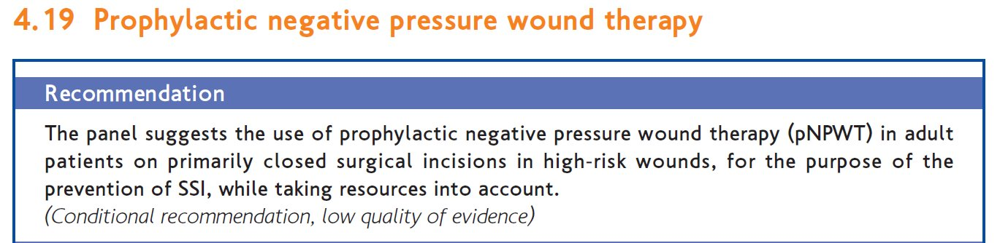 4.19 Prophylactic negative pressure wound therapy
Recommendation
The panel suggests the use of prophylactic negative pressure wound therapy (pNPWT) in adult
patients on primarily closed surgical incisions in high-risk wounds, for the purpose of the
prevention of SSI, while taking resources into account.
(Conditional recommendation, low quality of evidence)